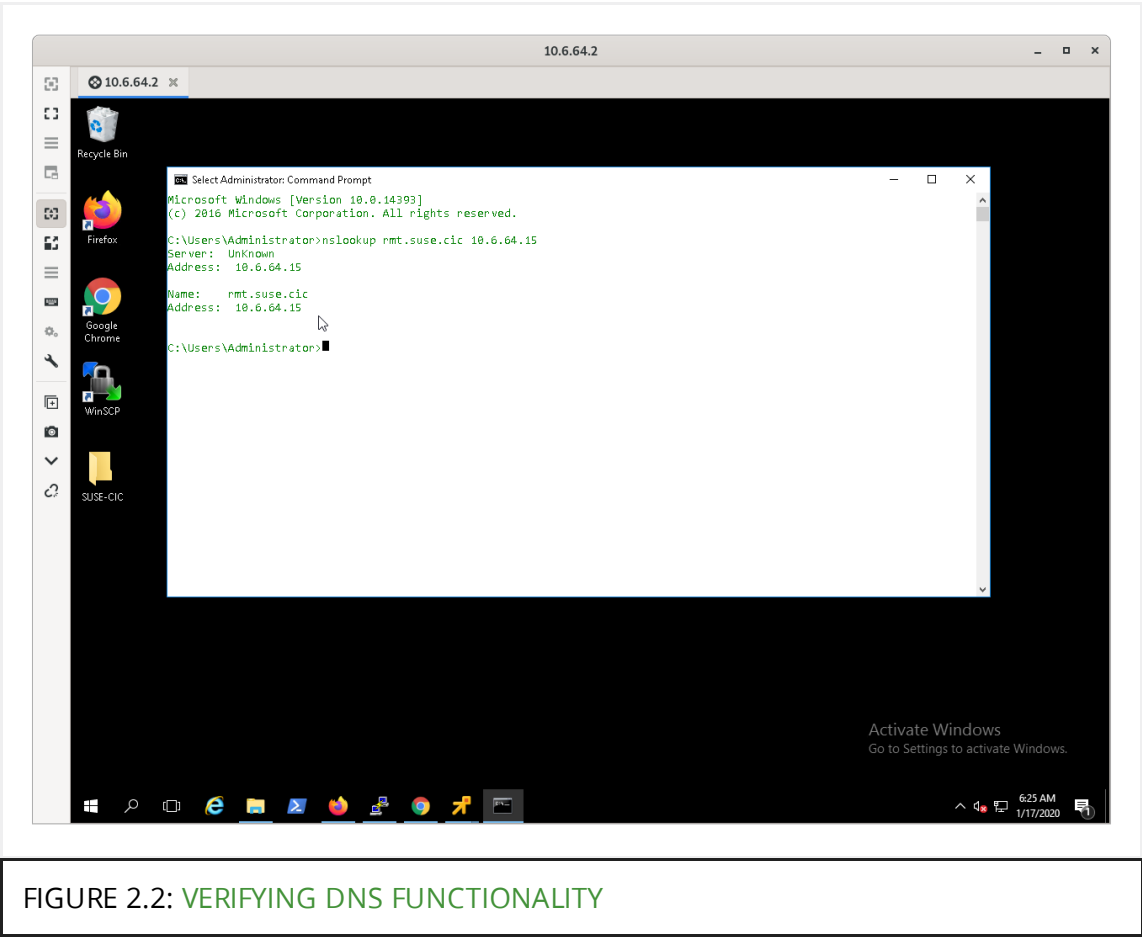 10.6.64.2
10.6.64.2
Recycle Bin
Select Administrator: Command Prompt
Microsoft Windows [Version 10.0.14393]
(c) 2016 Microsoft Corporation. All rights reserved.
C:\Users\Administrator>nslookup rmt.suse.cic 10.6.64.15
Server: UnKnown
Address: 10.6.64.15
Name: rmt.suse.cic
Address: 10.6.64.15
C:\Users\Administrator>
Firefox
Google
Chrome
WinSCP
SUSE-CIC
Activate Windows
Go to Settings to activate Windows.
6:25 AM
1/17/2020
1
FIGURE 2.2: VERIFYING DNS FUNCTIONALITY